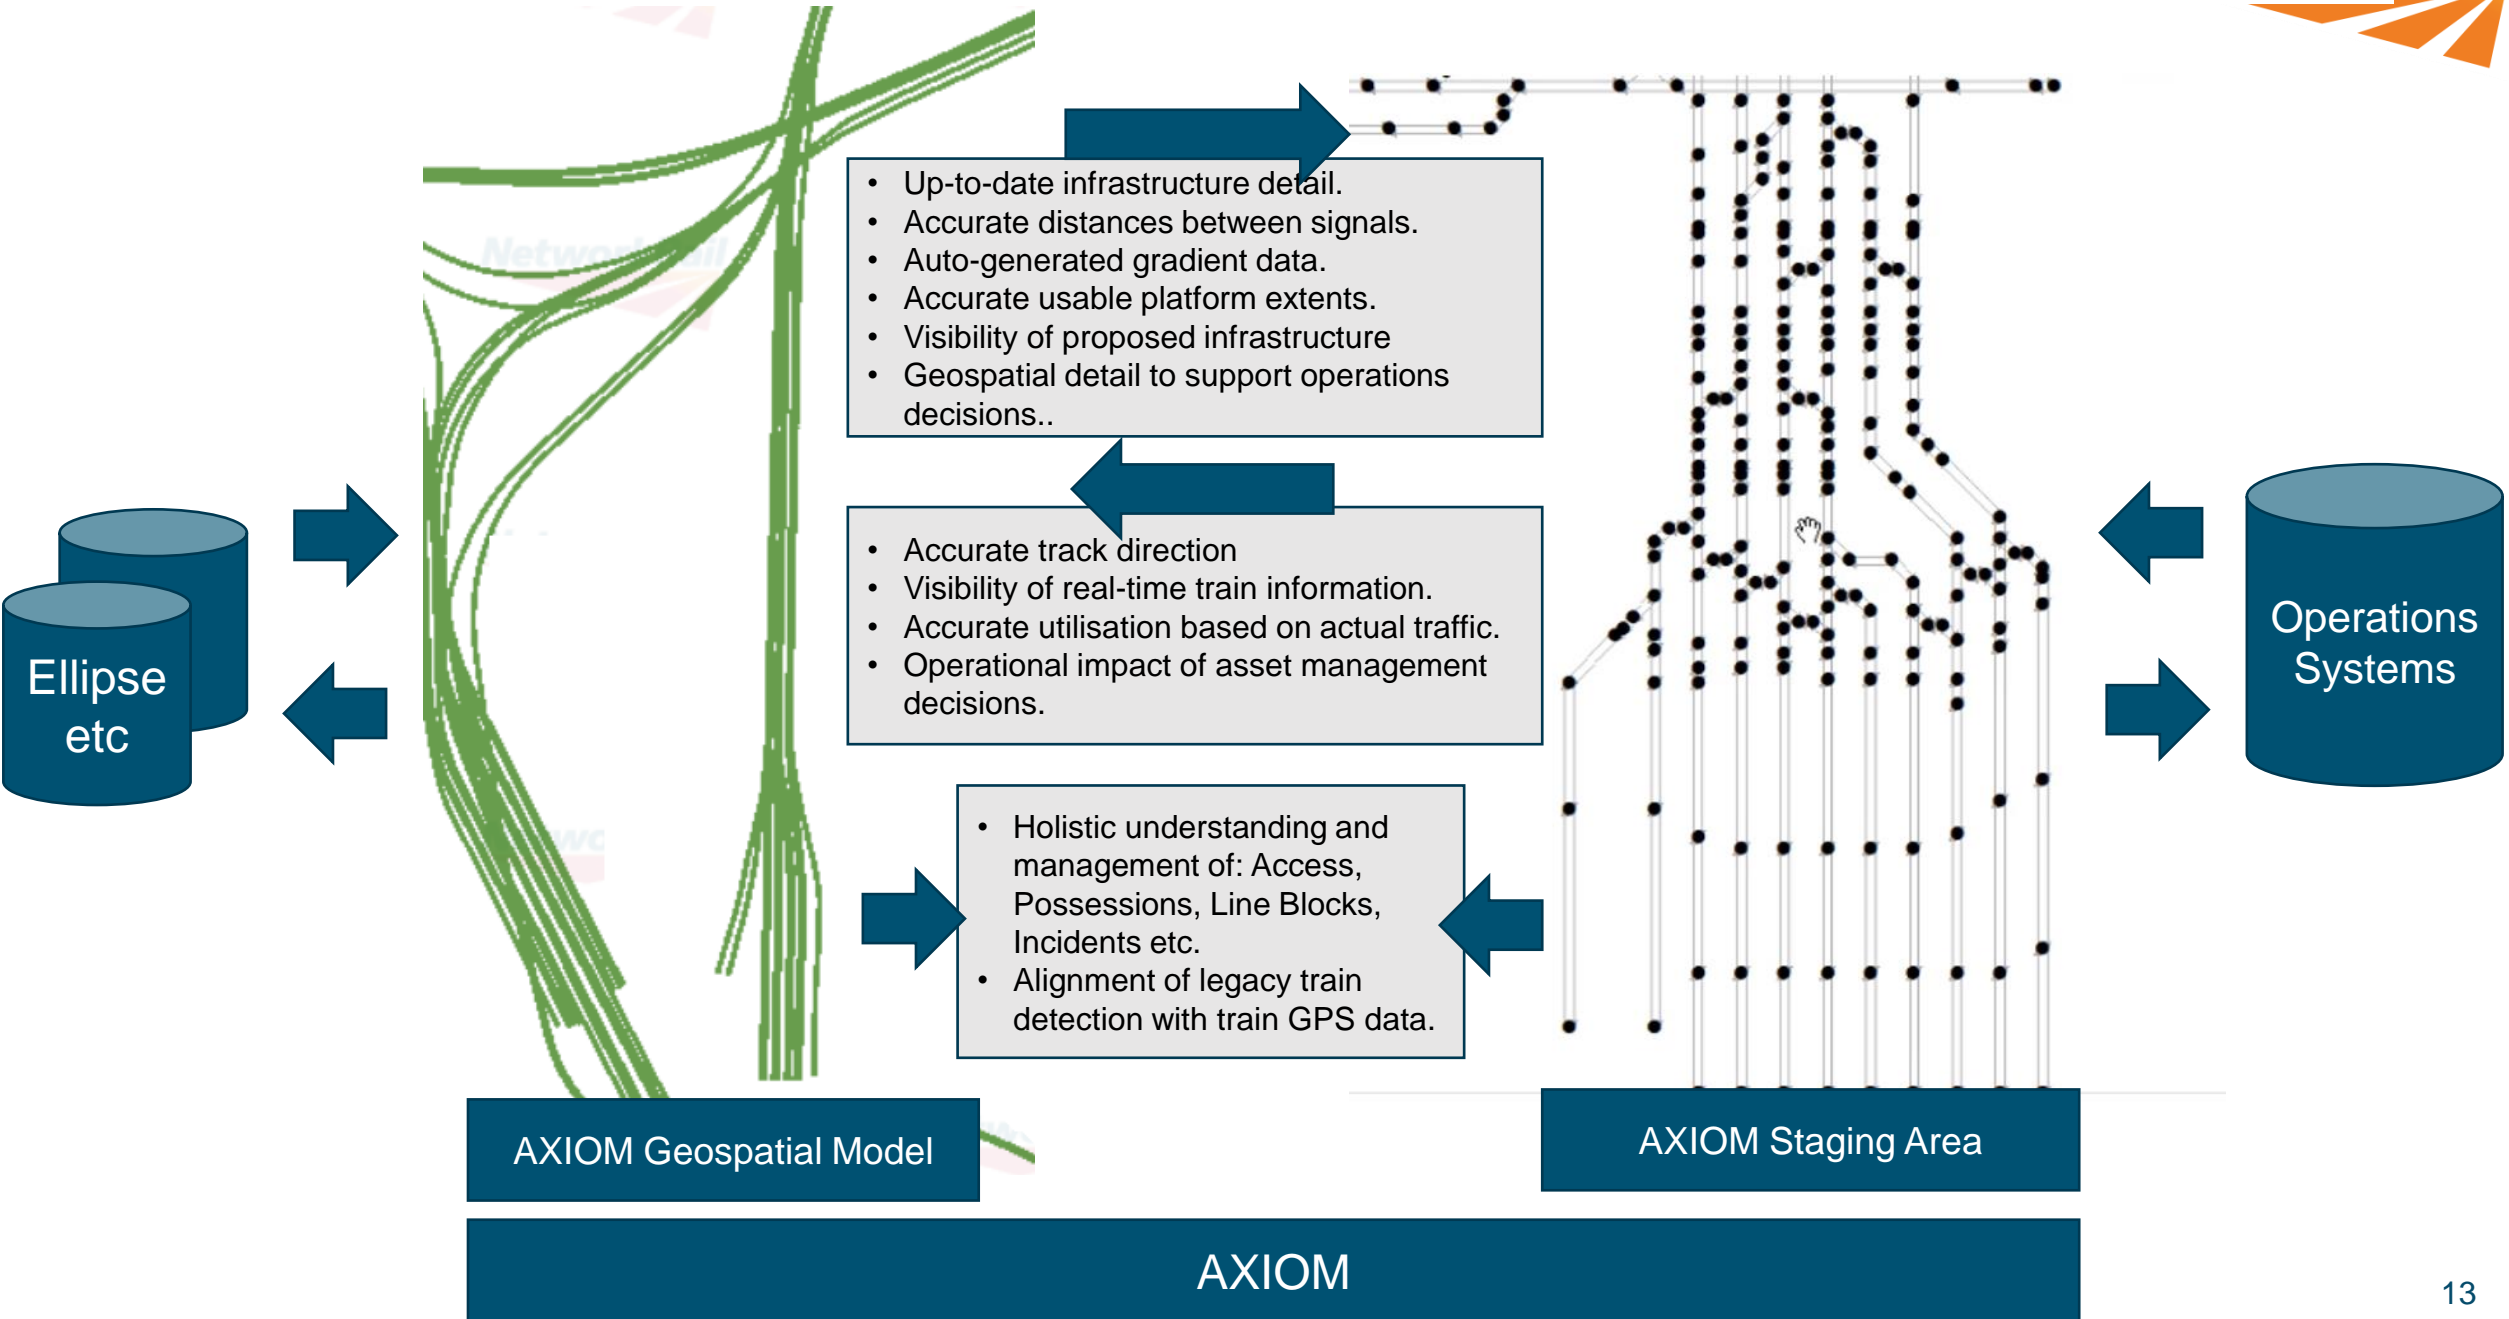 • Up-to-date infrastructure detail.
• Accurate distances between signals.
• Auto-generated gradient data.
• Accurate usable platform extents.
• Visibility of proposed infrastructure
• Geospatial detail to support operations
decisions..
• Accurate track direction
• Visibility of real-time train information.
• Accurate utilisation based on actual traffic.
• Operational impact of asset management
decisions.
• Holistic understanding and
management of: Access,
Possessions, Line Blocks,
Incidents etc.
• Alignment of legacy train
detection with train GPS data.
Ellipse
etc
Operations
Systems
AXIOM Geospatial Model
AXIOM Staging Area
AXIOM
13